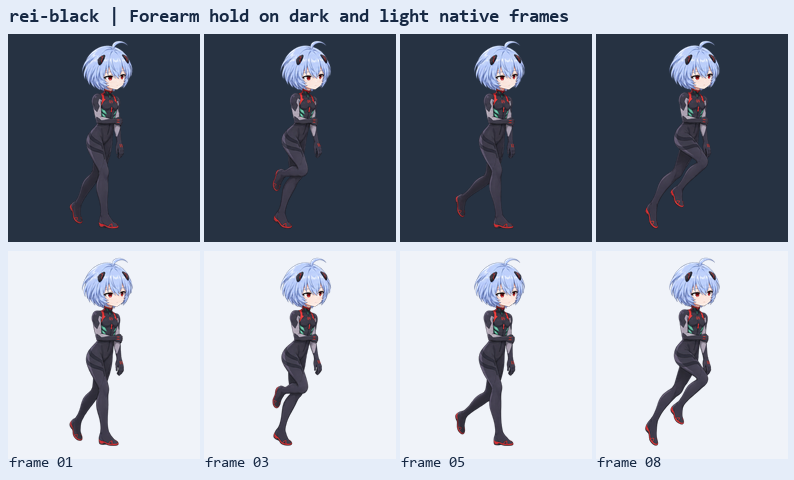 rei-black | Forearm hold on dark and light native frames
frame 01
frame 03
frame 05
frame 08